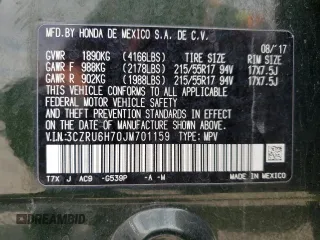 MFD.BY HONDA DE MEXICO S.A. DE C.V.
08/'17
GVWR 1890KG (4166LBS) TIRE SIZE RIM SIZE
GAWR F 988KG (2178LBS) 215/55R17 94V 17X7.5J
GAWR R 902KG (1988LBS) 215/55R17 94V 17X7.5J
THIS VEHICLE CONFORMS TO ALL APPLICABLE
FEDERAL MOTOR VEHICLE SAFETY, BUMPER, AND
THEFT PREVENTION STANDARDS IN EFFECT ON THE
DATE OF MANUFACTURE SHOWN ABOVE.
V.I.N.:3CZRU6H70JM701159 TYPE: MPV
T7X J AC9 -G539P -A -M MADE IN MEXICO
DREAMBID